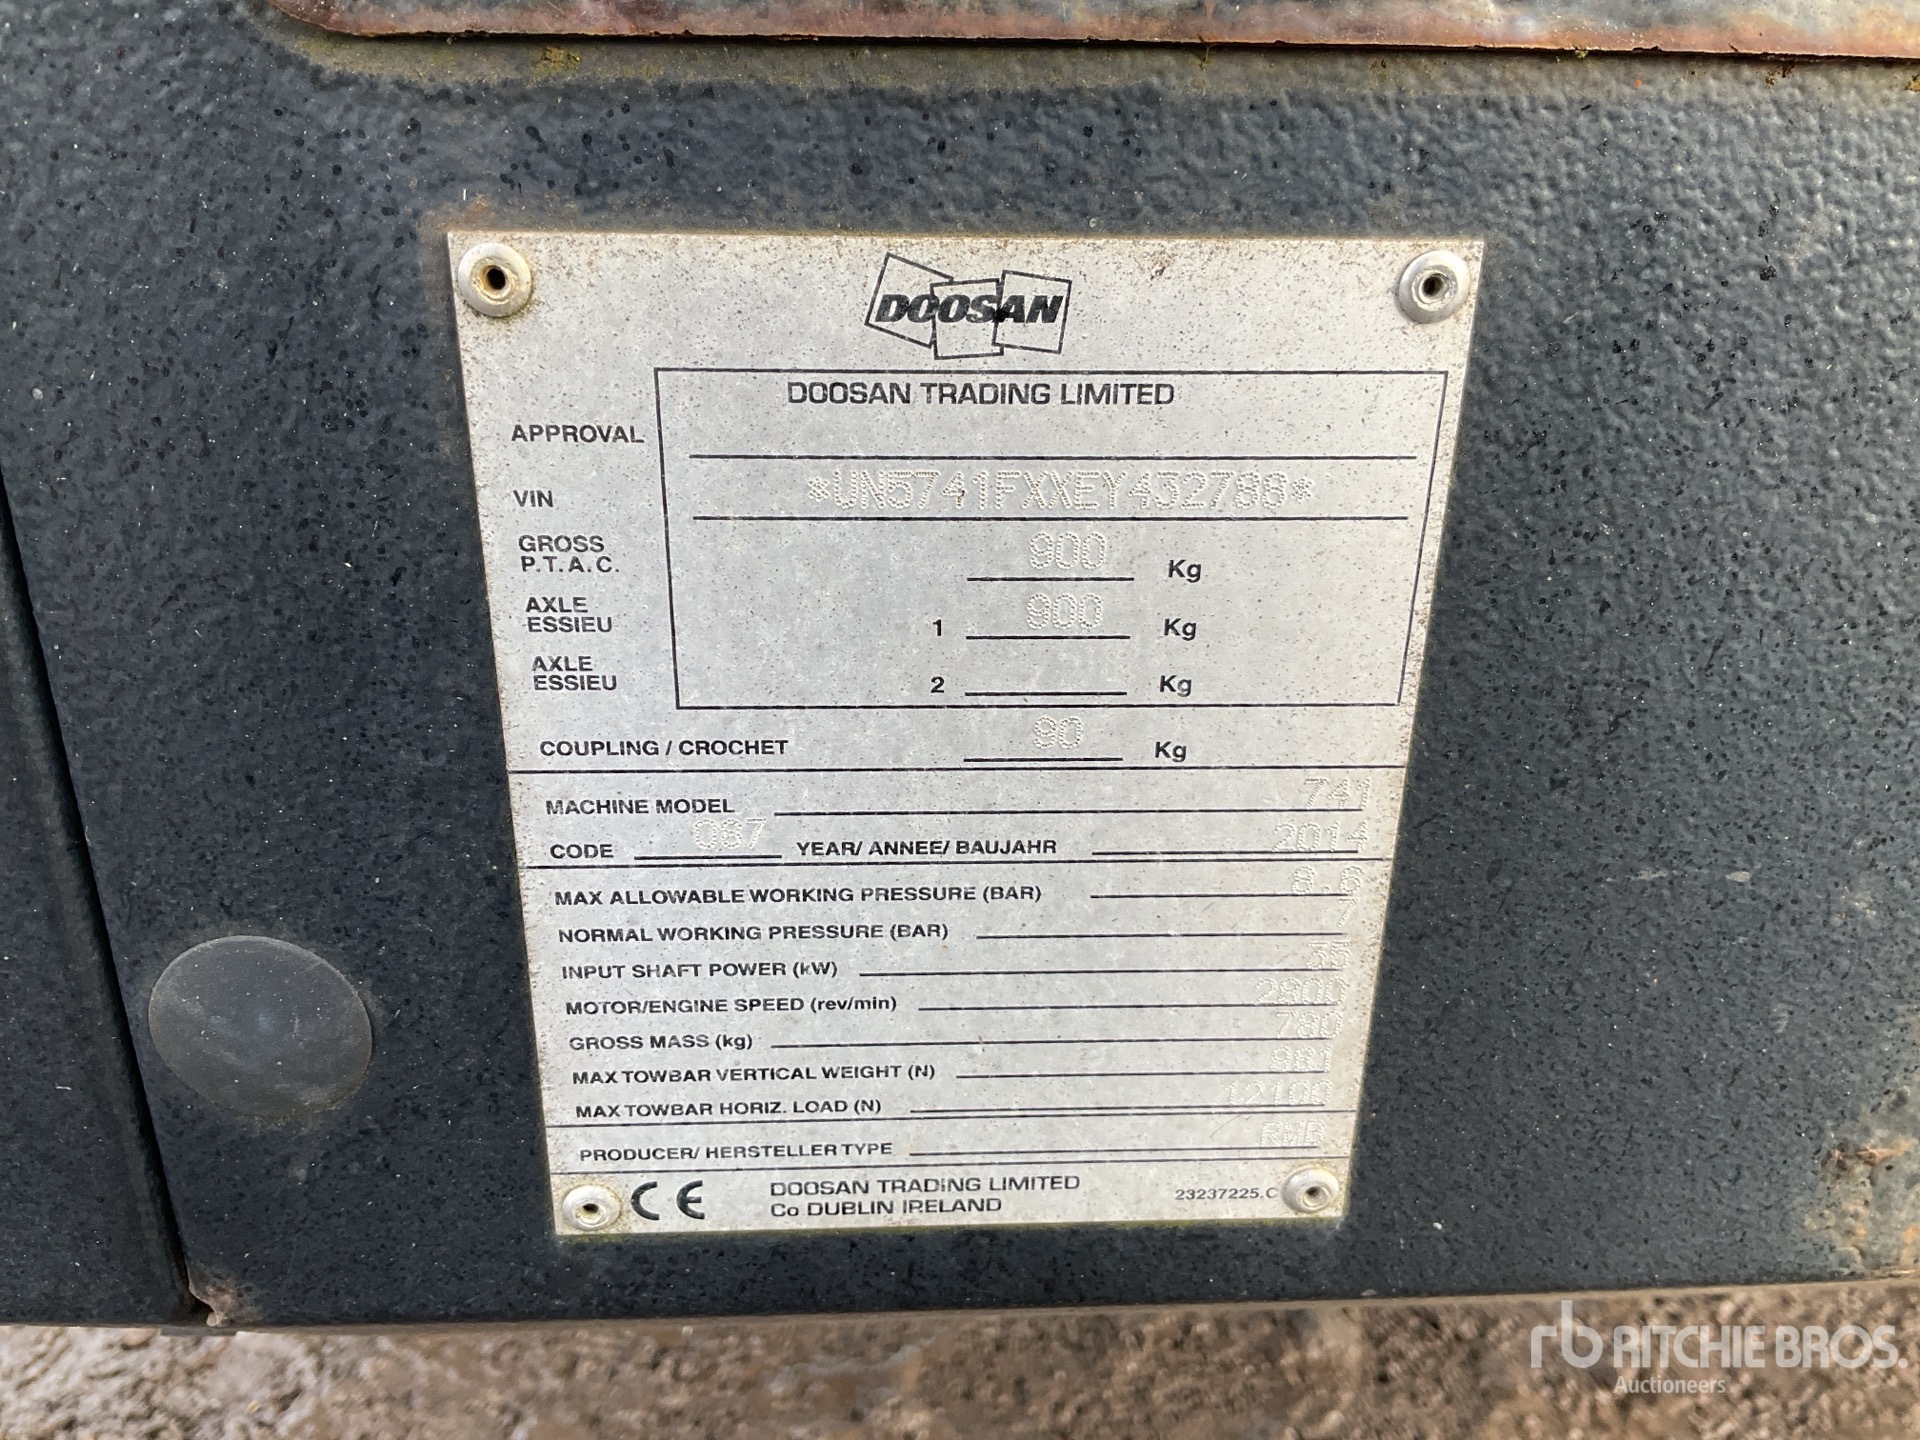 DOOSAN
DOOSAN TRADING LIMITED
APPROVAL
VIN *UN5741FXXEY432788*
GROSS 900 Kg
P.T.A.C.
AXLE 1 900 Kg
ESSIEU
AXLE 2 Kg
ESSIEU
COUPLING / CROCHET 90 Kg
MACHINE MODEL 741
CODE 087 YEAR/ ANNEE/ BAUJAHR 2014
MAX ALLOWABLE WORKING PRESSURE (BAR) 8.6
NORMAL WORKING PRESSURE (BAR) 7
INPUT SHAFT POWER (kW) 35
MOTOR/ENGINE SPEED (rev/min)
GROSS MASS (kg) 780
MAX TOWBAR VERTICAL WEIGHT (N) 981
MAX TOWBAR HORIZ. LOAD (N) 12100
PRODUCER/ HERSTELLER TYPE
CE DOOSAN TRADING LIMITED 23237225.C
Co DUBLIN IRELAND
rb RITCHIE BROS.
Auctioneers